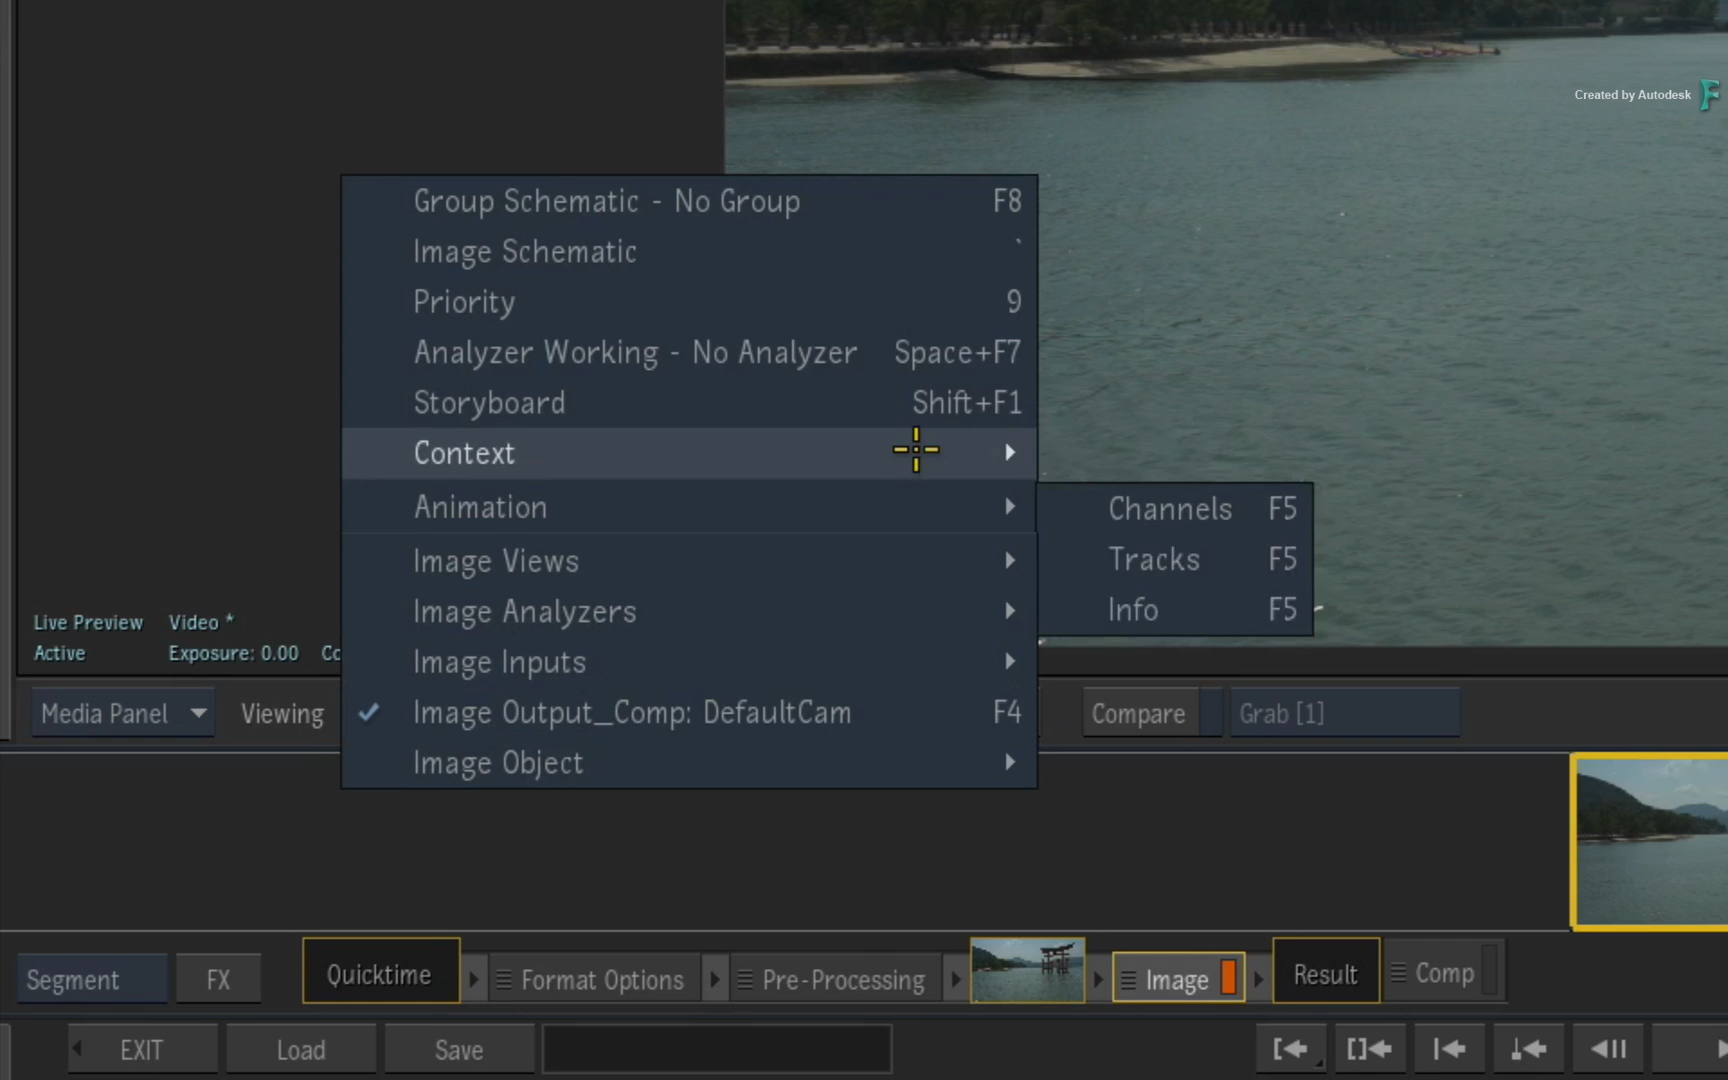 Created by Autodesk
Group Schematic - No Group F8
Image Schematic `
Priority 9
Analyzer Working - No Analyzer Space+F7
Storyboard Shift+F1
Context
Animation
Channels F5
Tracks F5
Info F5
Image Views
Image Analyzers
Image Inputs
Image Output_Comp: DefaultCam F4
Image Object
Live Preview Video *
Active Exposure: 0.00 Co
Media Panel Viewing
Compare Grab [1]
Segment FX Quicktime Format Options Pre-Processing Image Result Comp
EXIT Load Save